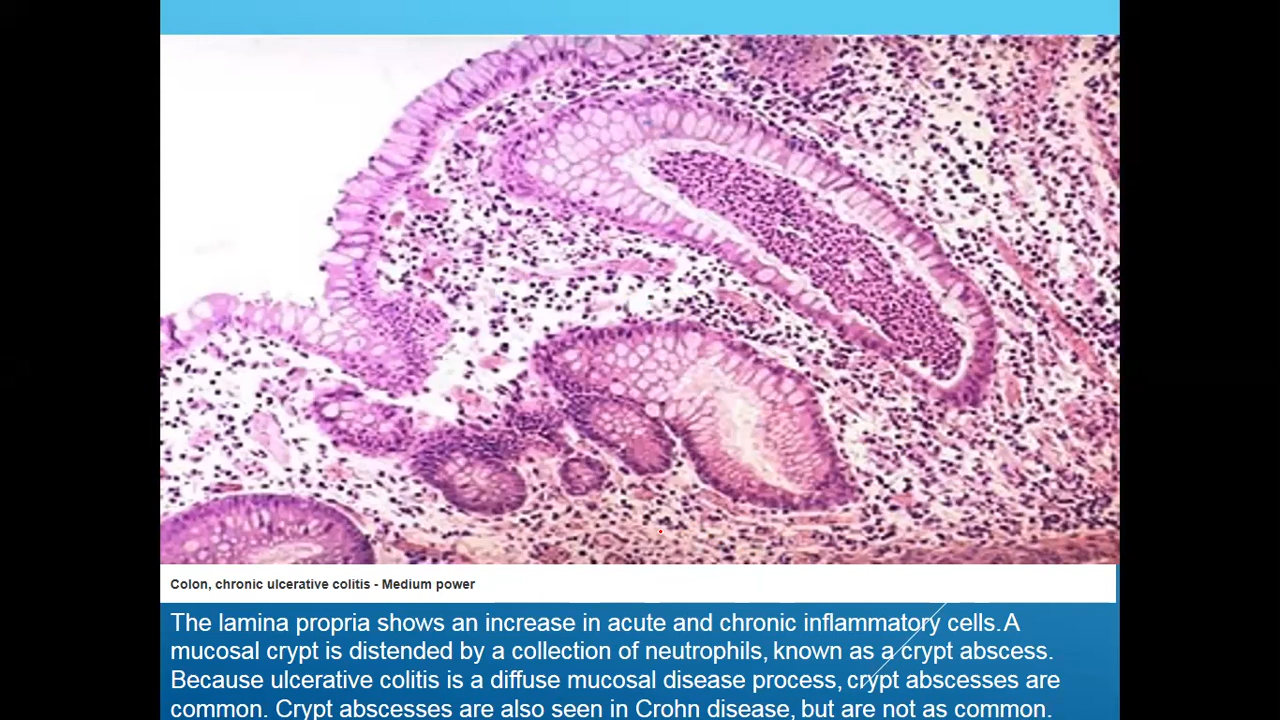 Colon, chronic ulcerative colitis - Medium power
The lamina propria shows an increase in acute and chronic inflammatory cells. A
mucosal crypt is distended by a collection of neutrophils, known as a crypt abscess.
Because ulcerative colitis is a diffuse mucosal disease process, crypt abscesses are
common. Crypt abscesses are also seen in Crohn disease, but are not as common.